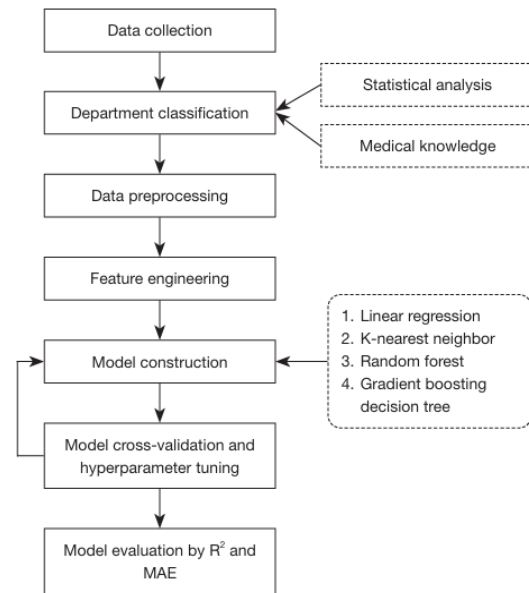 Data collection
Department classification
Statistical analysis
Medical knowledge
Data preprocessing
Feature engineering
Model construction
1. Linear regression
2. K-nearest neighbor
3. Random forest
4. Gradient boosting
decision tree
Model cross-validation and
hyperparameter tuning
Model evaluation by R² and
MAE